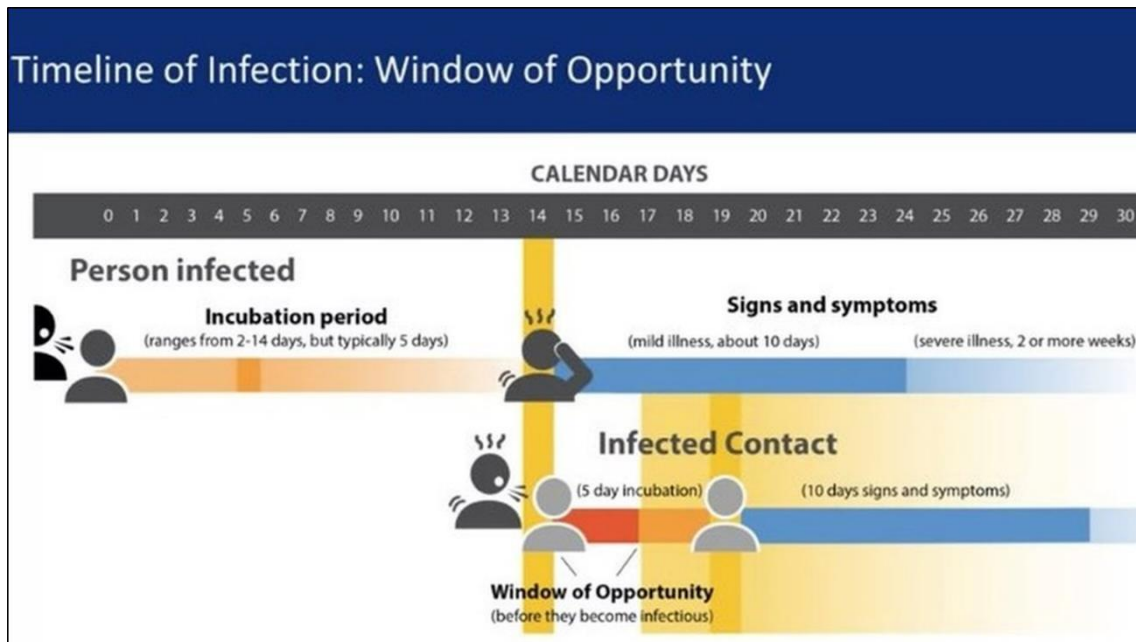 Timeline of Infection: Window of Opportunity
CALENDAR DAYS
0 1 2 3 4 5 6 7 8 9 10 11 12 13 14 15 16 17 18 19 20 21 22 23 24 25 26 27 28 29 30
Person infected
Incubation period
(ranges from 2-14 days, but typically 5 days)
Signs and symptoms
(mild illness, about 10 days)
(severe illness, 2 or more weeks)
Infected Contact
(5 day incubation)
(10 days signs and symptoms)
Window of Opportunity
(before they become infectious)